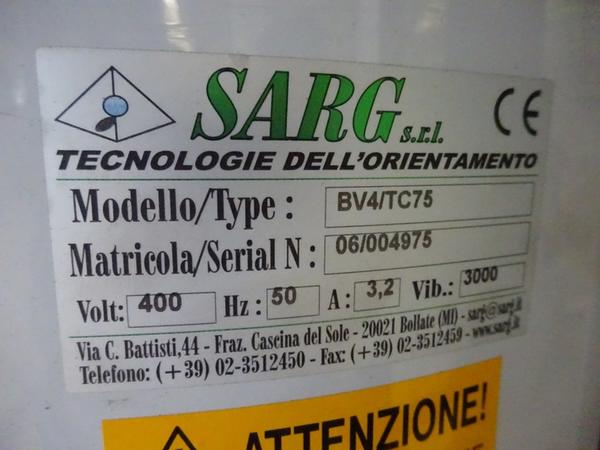 SARG s.r.l. CE
TECNOLOGIE DELL'ORIENTAMENTO
Modello/Type : BV4/TC75
Matricola/Serial N : 06/004975
Volt: 400 Hz : 50 A : 3,2 Vib.: 3000
Via C. Battisti,44 - Fraz. Cascina del Sole - 20021 Bollate (MI) - sarg@sarg.it
Telefono: (+39) 02-3512450 - Fax: (+39) 02-3512459 - www.sarg.it
ATTENZIONE!